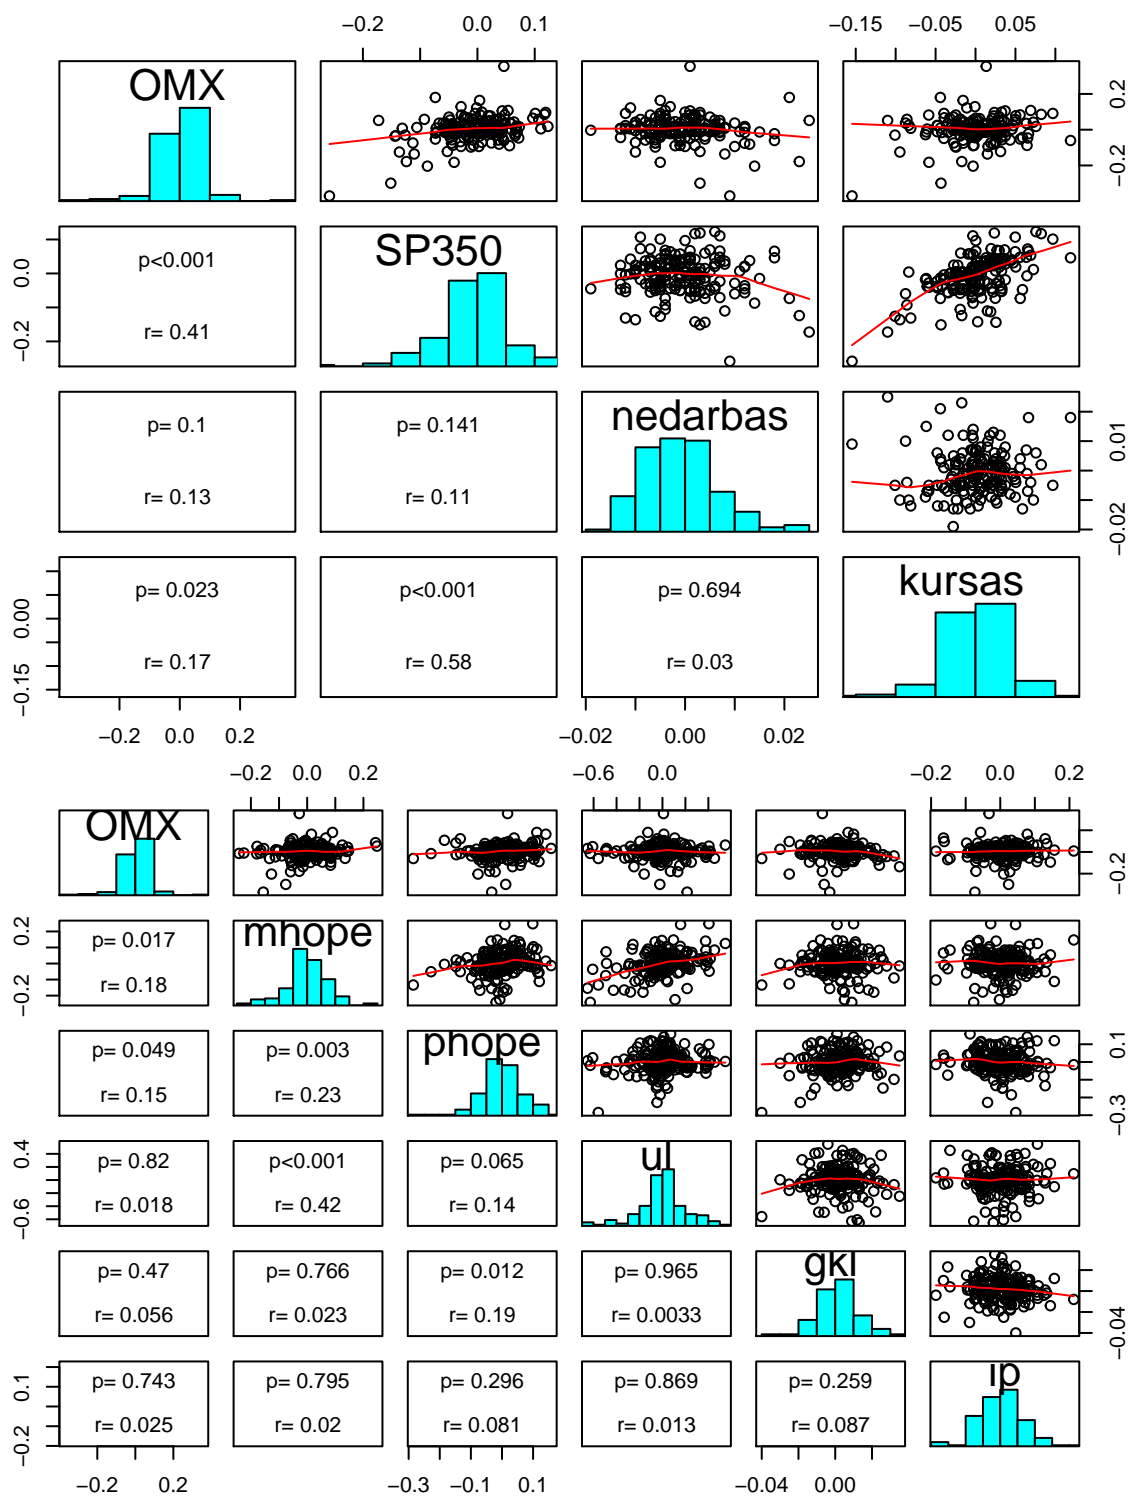 −0.2 0.0 0.1 −0.15 −0.05 0.05
OMX
0.2
−0.2
SP350
0.0
−0.2
p<0.001
r= 0.41
nedarbas
p= 0.1
r= 0.13
p= 0.141
r= 0.11
0.01
−0.02
kursas
0.00
−0.15
p= 0.023
r= 0.17
p<0.001
r= 0.58
p= 0.694
r= 0.03
−0.2 0.0 0.2 −0.02 0.00 0.02
−0.2 0.0 0.2 −0.6 0.0 −0.2 0.0 0.2
OMX
−0.2
mhope
0.2
−0.2
p= 0.017
r= 0.18
phope
p= 0.049
r= 0.15
p= 0.003
r= 0.23
0.1
−0.3
ul
0.4
−0.6
p= 0.82
r= 0.018
p<0.001
r= 0.42
p= 0.065
r= 0.14
gkl
p= 0.47
r= 0.056
p= 0.766
r= 0.023
p= 0.012
r= 0.19
p= 0.965
r= 0.0033
−0.04
ip
0.1
−0.2
p= 0.743
r= 0.025
p= 0.795
r= 0.02
p= 0.296
r= 0.081
p= 0.869
r= 0.013
p= 0.259
r= 0.087
−0.2 0.2 −0.3 −0.1 0.1 −0.04 0.00